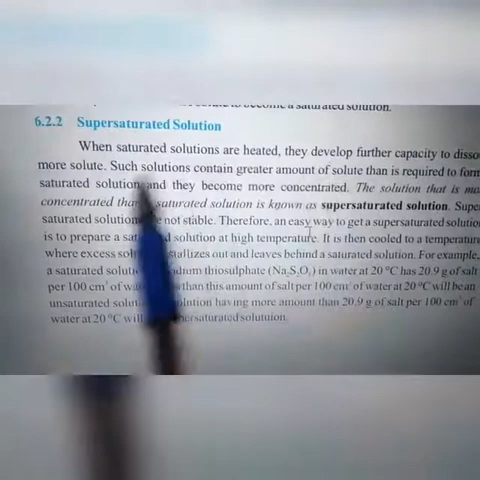 a saturated solution.
6.2.2 Supersaturated Solution
When saturated solutions are heated, they develop further capacity to disso
more solute. Such solutions contain greater amount of solute than is required to form
saturated solution and they become more concentrated. The solution that is mo
concentrated than saturated solution is known as supersaturated solution. Supe
saturated solution e not stable. Therefore, an easy way to get a supersaturated solutio
is to prepare a sat d solution at high temperature. It is then cooled to a temperatur
where excess sol tallizes out and leaves behind a saturated solution. For example,
a saturated soluti dium thiosulphate (Na₂S₂O₃) in water at 20 °C has 20.9 g of salt
per 100 cm³ of wa than this amount of salt per 100 cm³ of water at 20 °C will be an
unsaturated solut olution having more amount than 20.9 g of salt per 100 cm³ of
water at 20 °C will persaturated solutuion.